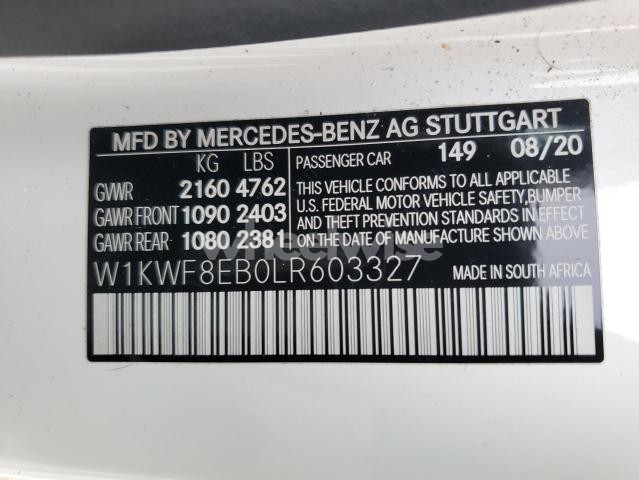 MFD BY MERCEDES-BENZ AG STUTTGART
KG LBS PASSENGER CAR 149 08/20
GVWR 2160 4762
GAWR FRONT 1090 2403
GAWR REAR 1080 2381
THIS VEHICLE CONFORMS TO ALL APPLICABLE
U.S. FEDERAL MOTOR VEHICLE SAFETY, BUMPER
AND THEFT PREVENTION STANDARDS IN EFFECT
ON THE DATE OF MANUFACTURE SHOWN ABOVE.
W1KWF8EB0LR603327 MADE IN SOUTH AFRICA